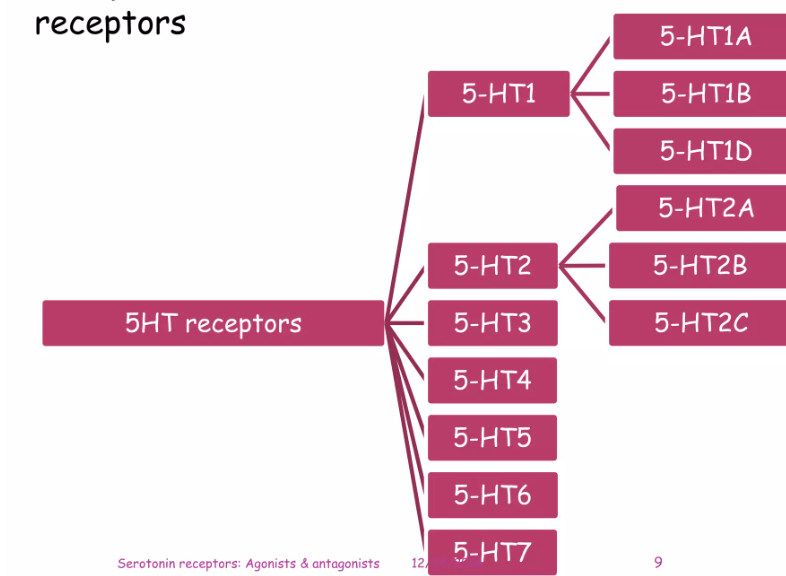 receptors
5-HT1A
5-HT1
5-HT1B
5-HT1D
5-HT2A
5-HT2
5-HT2B
5HT receptors
5-HT3
5-HT2C
5-HT4
5-HT5
5-HT6
5-HT7
Serotonin receptors: Agonists & antagonists
12/
9